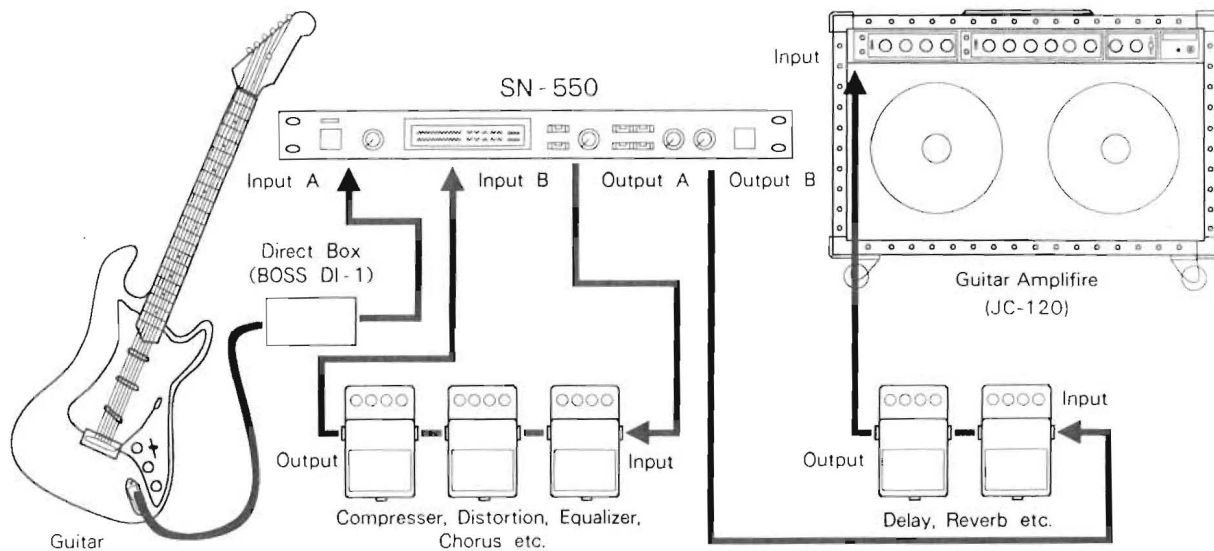 SN-550
Input
Input A
Input B
Output A
Output B
Direct Box
(BOSS DI-1)
Guitar Amplifire
(JC-120)
Output
Input
Input
Output
Compresser, Distortion, Equalizer,
Chorus etc.
Delay, Reverb etc.
Guitar